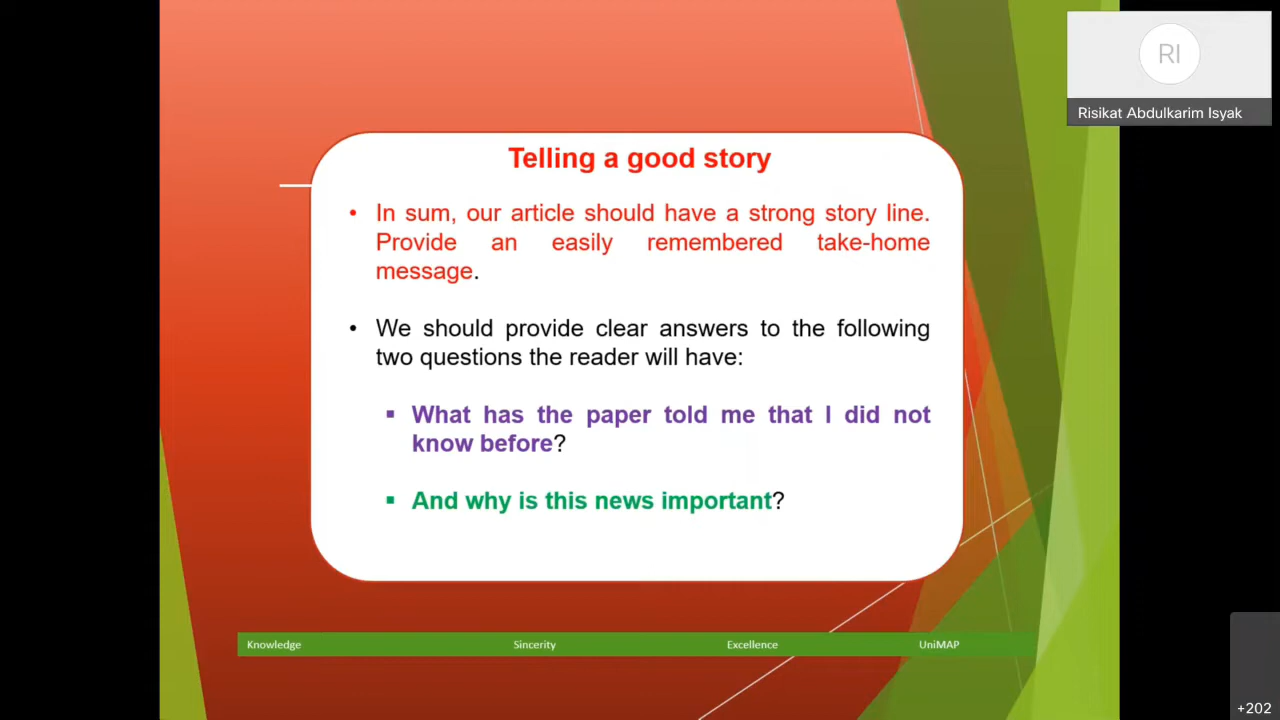 RI
Risikat Abdulkarim Isyak
Telling a good story
• In sum, our article should have a strong story line.
Provide an easily remembered take-home
message.
• We should provide clear answers to the following
two questions the reader will have:
▪ What has the paper told me that I did not
know before?
▪ And why is this news important?
Knowledge Sincerity Excellence UniMAP
+202